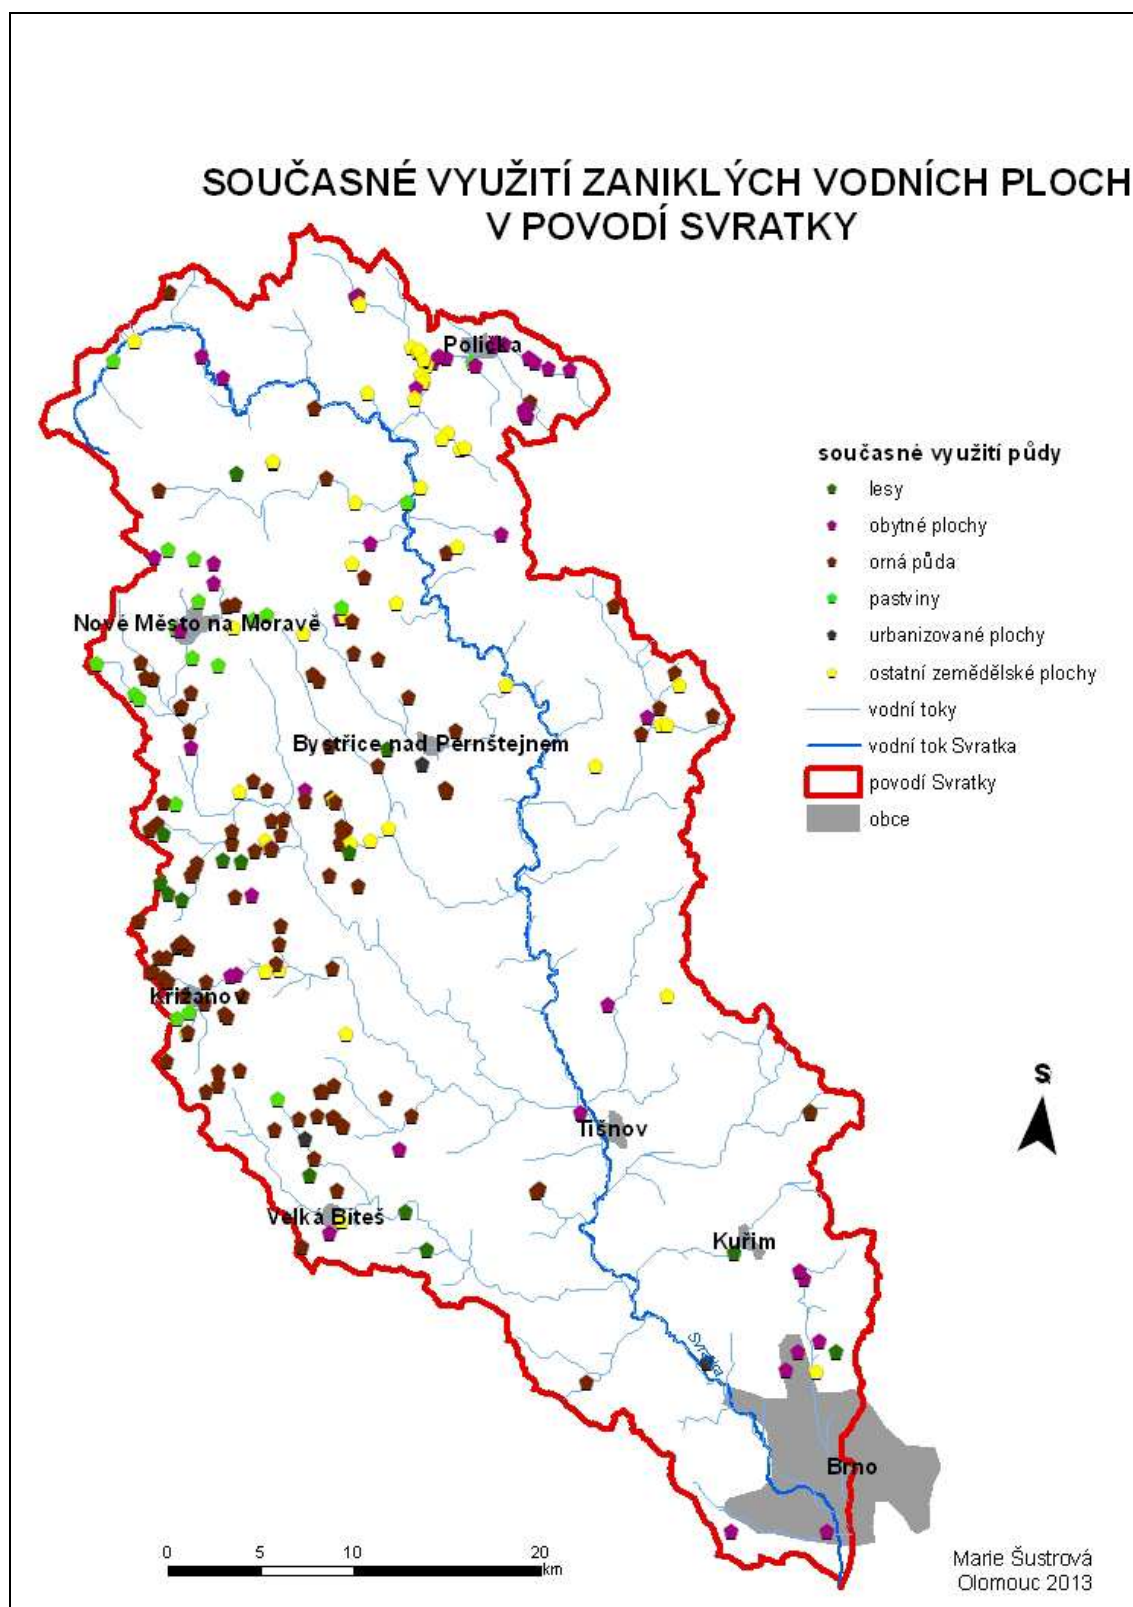 SOUČASNÉ VYUŽITÍ ZANIKLÝCH VODNÍCH PLOCH
V POVODÍ SVRATKY
Polička
současné využití půdy
lesy
obytné plochy
orná půda
pastviny
urbanizované plochy
ostatní zemědělské plochy
vodní toky
vodní tok Svratka
povodí Svratky
obce
Nové Město na Moravě
Bystřice nad Pernštejnem
Křižanov
S
Tišnov
Velká Bíteš
Kuřim
Svratka
Brno
0 5 10 20
km
Marie Šustrová
Olomouc 2013